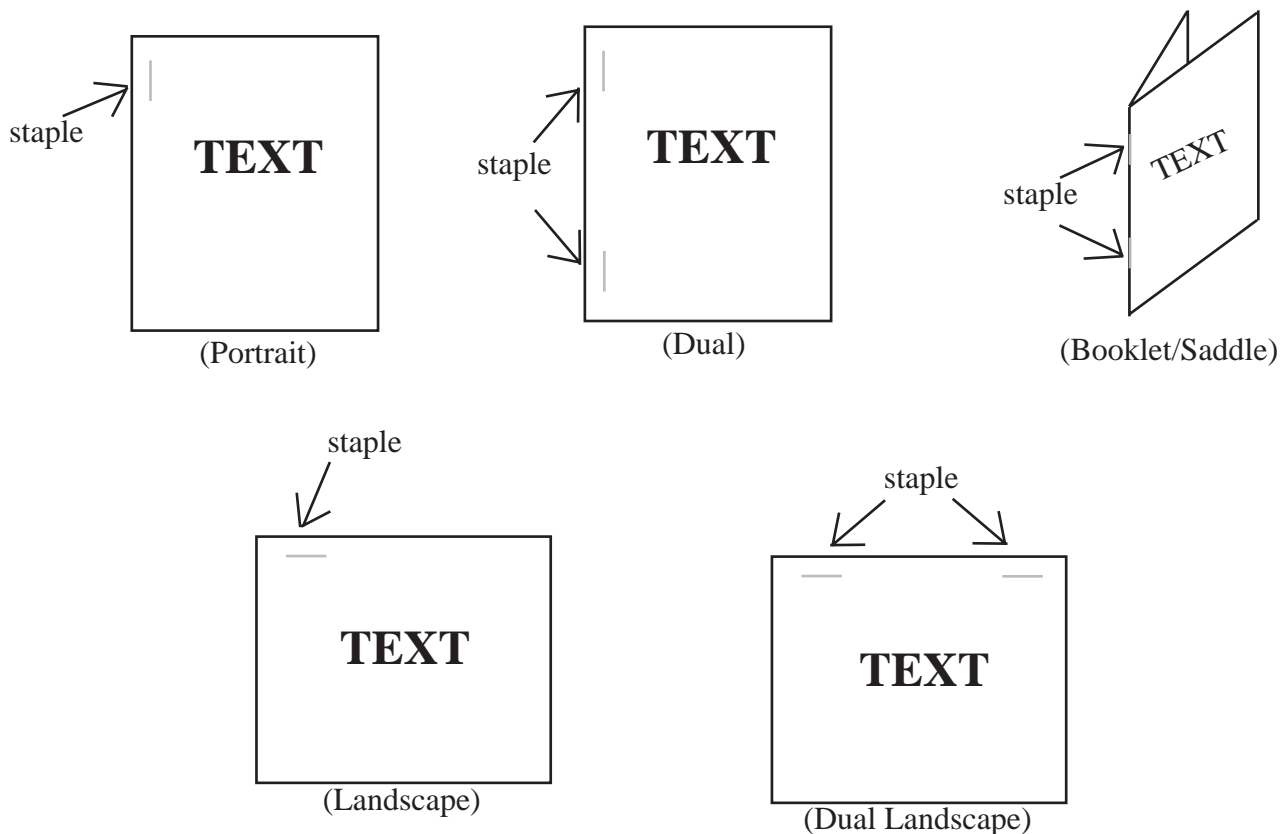 staple
TEXT
(Portrait)
staple
TEXT
(Dual)
staple
TEXT
(Booklet/Saddle)
staple
TEXT
(Landscape)
staple
TEXT
(Dual Landscape)